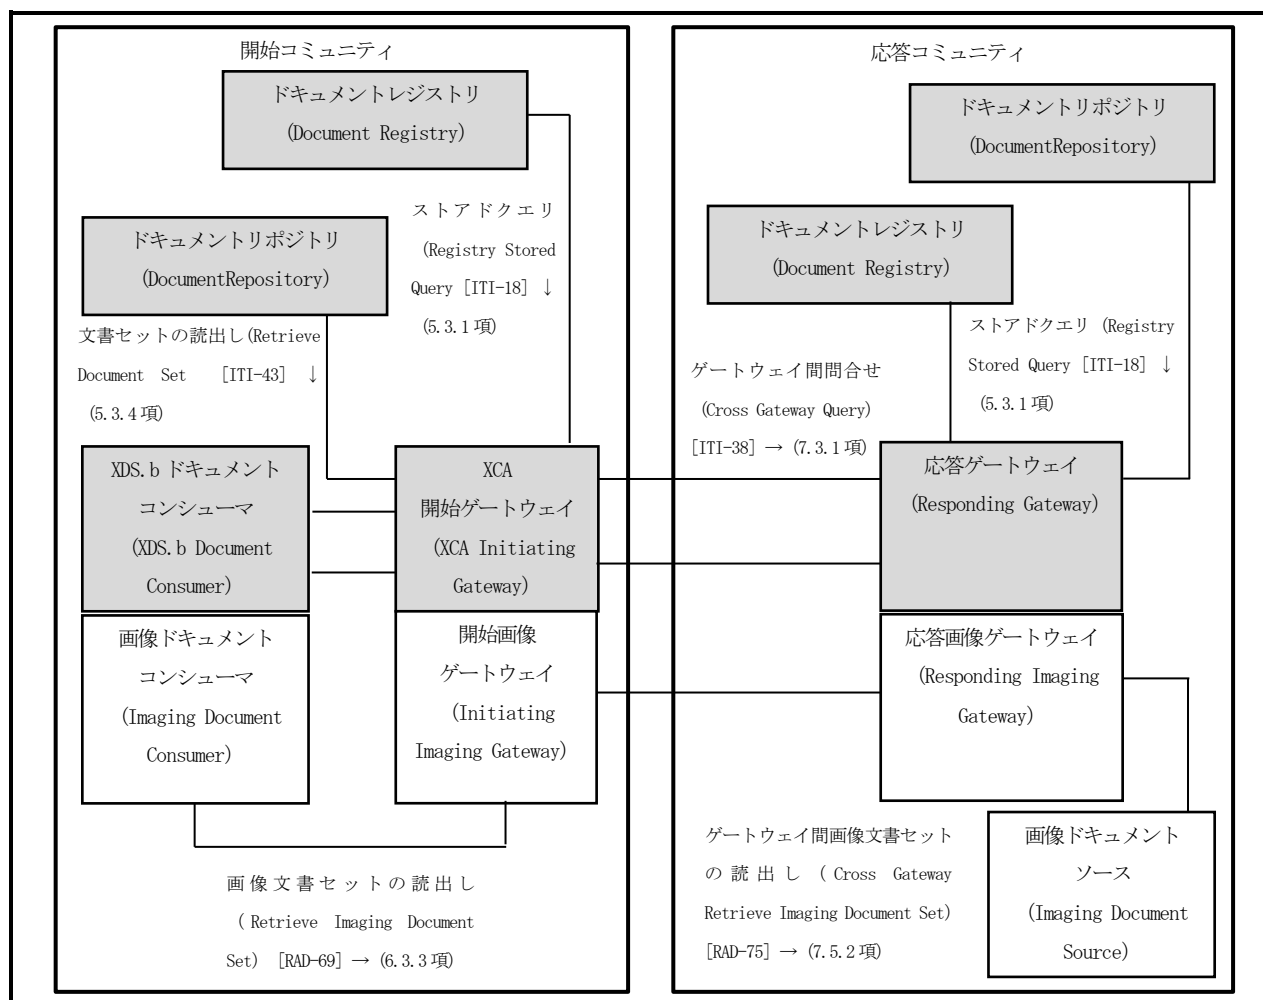 開始コミュニティ
ドキュメントレジストリ
(Document Registry)
ストアドクエリ
(Registry Stored
Query [ITI-18] ↓
(5.3.1項)
ドキュメントリポジトリ
(DocumentRepository)
文書セットの読出し(Retrieve
Document Set [ITI-43] ↓
(5.3.4項)
XDS.b ドキュメント
コンシューマ
(XDS.b Document
Consumer)
XCA
開始ゲートウェイ
(XCA Initiating
Gateway)
画像ドキュメント
コンシューマ
(Imaging Document
Consumer)
開始画像
ゲートウェイ
(Initiating
Imaging Gateway)
画像文書セットの読出し
(Retrieve Imaging Document
Set) [RAD-69] → (6.3.3項)
応答コミュニティ
ドキュメントリポジトリ
(DocumentRepository)
ドキュメントレジストリ
(Document Registry)
ストアドクエリ (Registry
Stored Query [ITI-18] ↓
(5.3.1項)
ゲートウェイ間問合せ
(Cross Gateway Query)
[ITI-38] → (7.3.1項)
応答ゲートウェイ
(Responding Gateway)
応答画像ゲートウェイ
(Responding Imaging
Gateway)
ゲートウェイ間画像文書セット
の読出し (Cross Gateway
Retrieve Imaging Document Set)
[RAD-75] → (7.5.2項)
画像ドキュメント
ソース
(Imaging Document
Source)